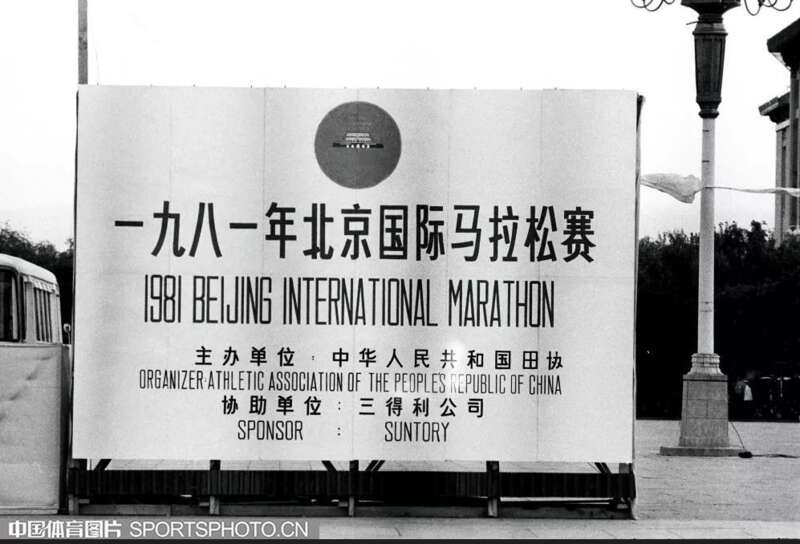 一九八一年北京国际马拉松赛
1981 BEIJING INTERNATIONAL MARATHON
主办单位：中华人民共和国田协
ORGANIZER:ATHLETIC ASSOCIATION OF THE PEOPLE'S REPUBLIC OF CHINA
协助单位：三得利公司
SPONSOR : SUNTORY
中国体育图片 SPORTSPHOTO.CN